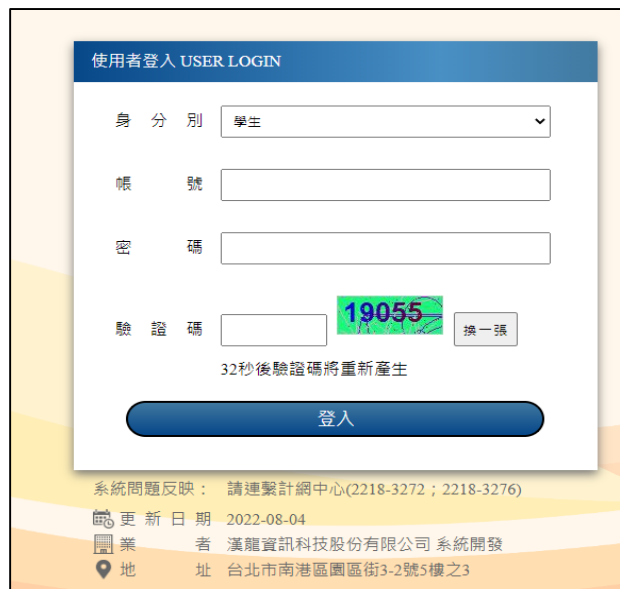 使用者登入 USER LOGIN
身分別 學生
帳號
密碼
驗證碼 19055 換一張
32秒後驗證碼將重新產生
登入
系統問題反映： 請連繫計網中心(2218-3272；2218-3276)
更新日期 2022-08-04
業者 漢龍資訊科技股份有限公司 系統開發
地址 台北市南港區園區街3-2號5樓之3